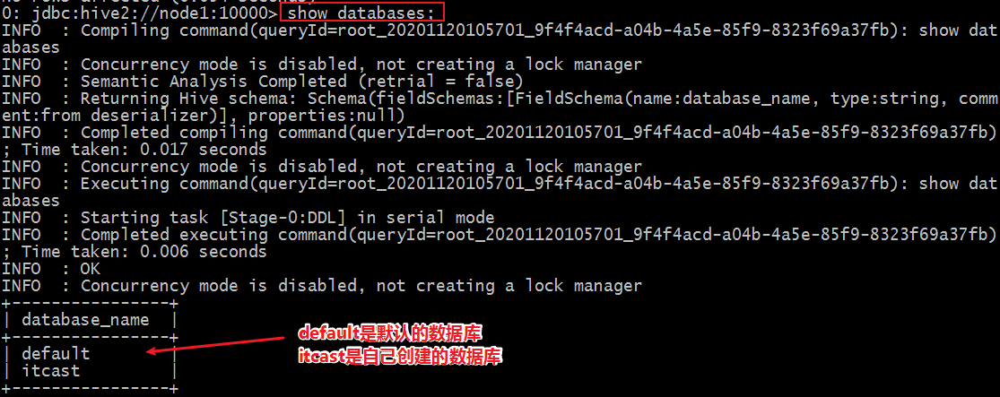 0: jdbc:hive2://node1:10000> show databases;
INFO  : Compiling command(queryId=root_20201120105701_9f4f4acd-a04b-4a5e-85f9-8323f69a37fb): show dat
abases
INFO  : Concurrency mode is disabled, not creating a lock manager
INFO  : Semantic Analysis Completed (retrial = false)
INFO  : Returning Hive schema: Schema(fieldSchemas:[FieldSchema(name:database_name, type:string, comm
ent:from deserializer)], properties:null)
INFO  : Completed compiling command(queryId=root_20201120105701_9f4f4acd-a04b-4a5e-85f9-8323f69a37fb)
; Time taken: 0.017 seconds
INFO  : Concurrency mode is disabled, not creating a lock manager
INFO  : Executing command(queryId=root_20201120105701_9f4f4acd-a04b-4a5e-85f9-8323f69a37fb): show dat
abases
INFO  : Starting task [Stage-0:DDL] in serial mode
INFO  : Completed executing command(queryId=root_20201120105701_9f4f4acd-a04b-4a5e-85f9-8323f69a37fb)
; Time taken: 0.006 seconds
INFO  : OK
INFO  : Concurrency mode is disabled, not creating a lock manager
+----------------+
| database_name  |
+----------------+
| default        |
| itcast         |
+----------------+
default是默认的数据库
itcast是自己创建的数据库